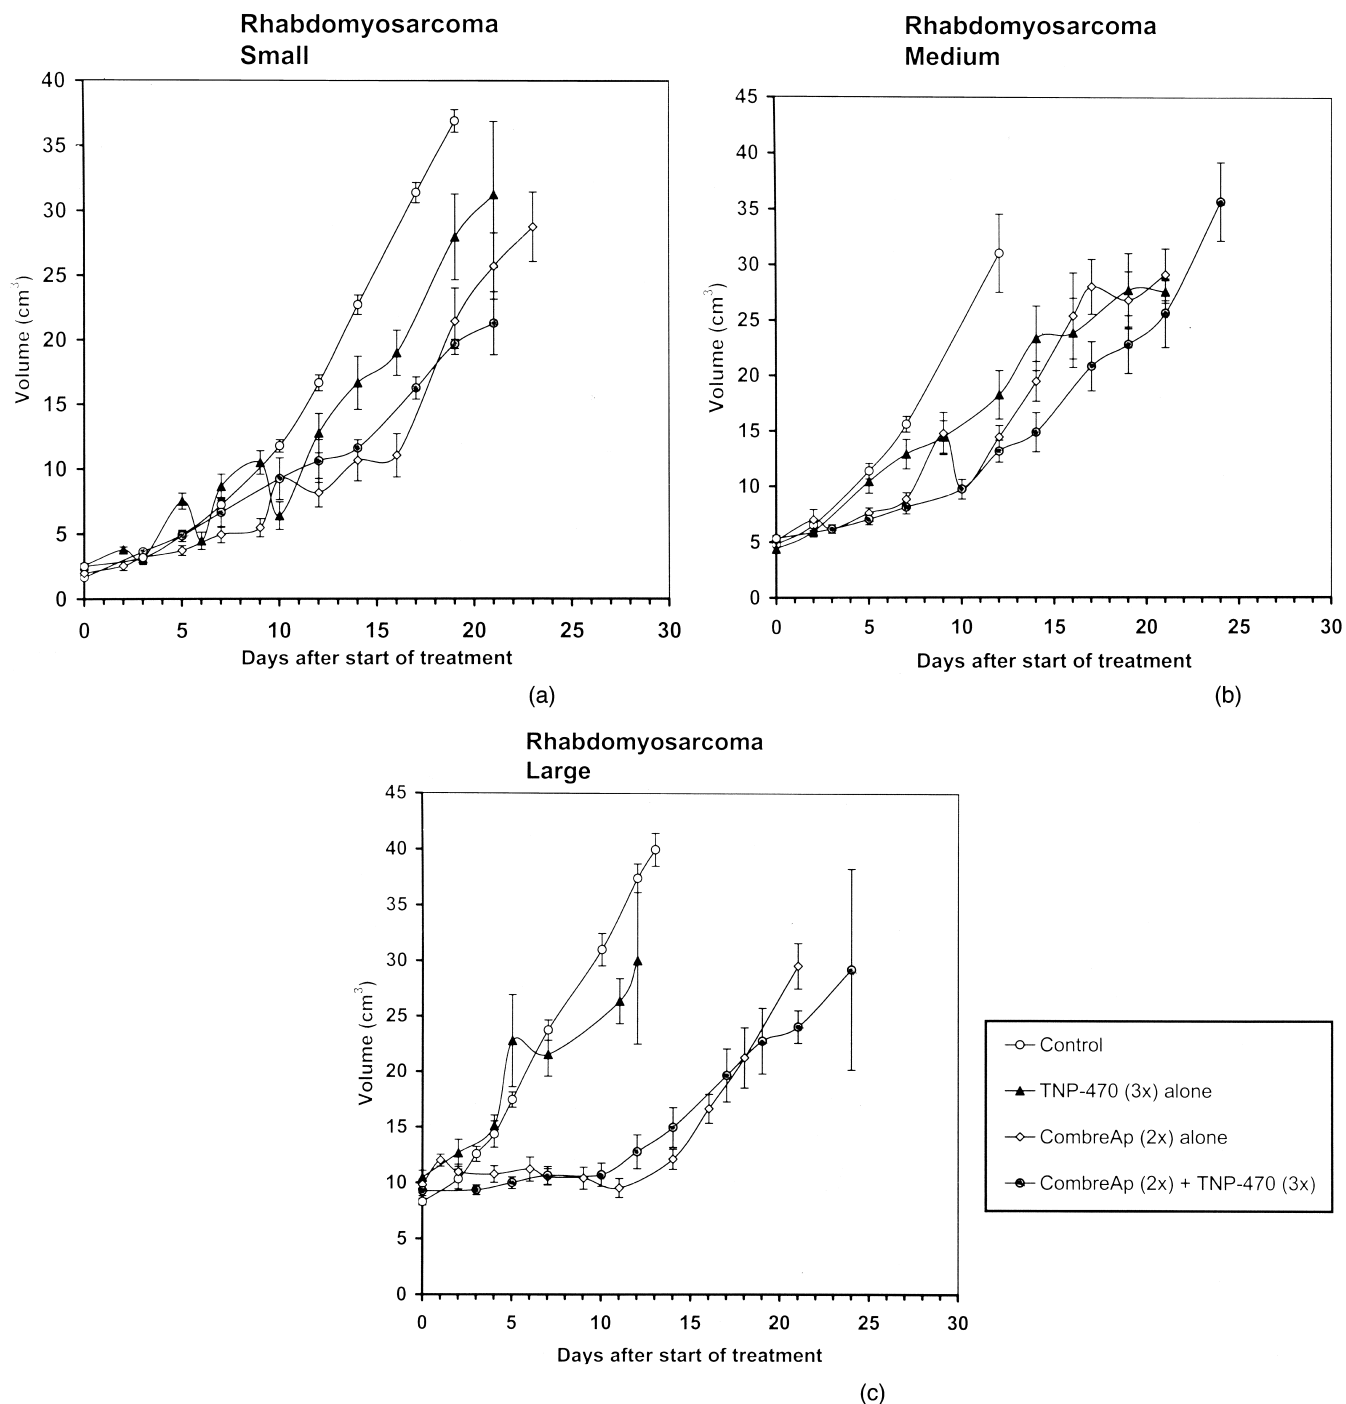 Rhabdomyosarcoma
Small
40
35
30
25
20
15
10
5
0
Volume (cm3)
0 5 10 15 20 25 30
Days after start of treatment
(a)
Rhabdomyosarcoma
Medium
45
40
35
30
25
20
15
10
5
0
Volume (cm3)
0 5 10 15 20 25 30
Days after start of treatment
(b)
Rhabdomyosarcoma
Large
45
40
35
30
25
20
15
10
5
0
Volume (cm3)
0 5 10 15 20 25 30
Days after start of treatment
(c)
Control
TNP-470 (3x) alone
CombreAp (2x) alone
CombreAp (2x) + TNP-470 (3x)